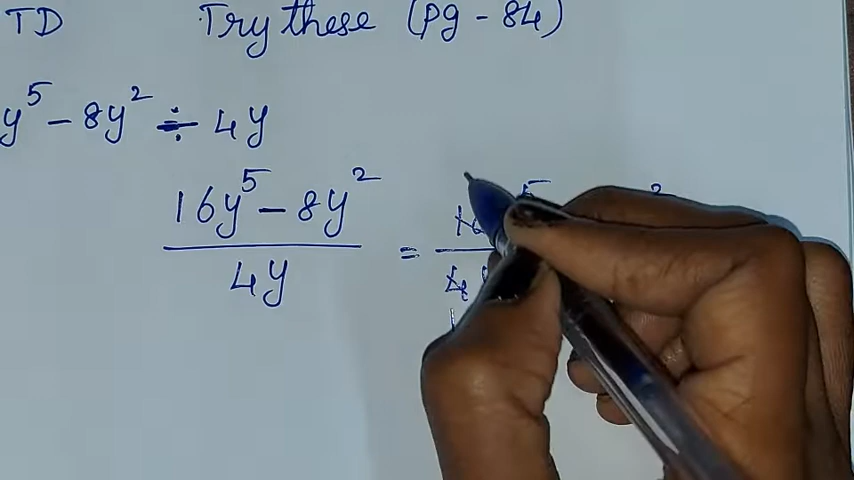 TD Try these (pg - 84)
y⁵ - 8y² ÷ 4y
16y⁵ - 8y²
4y
=